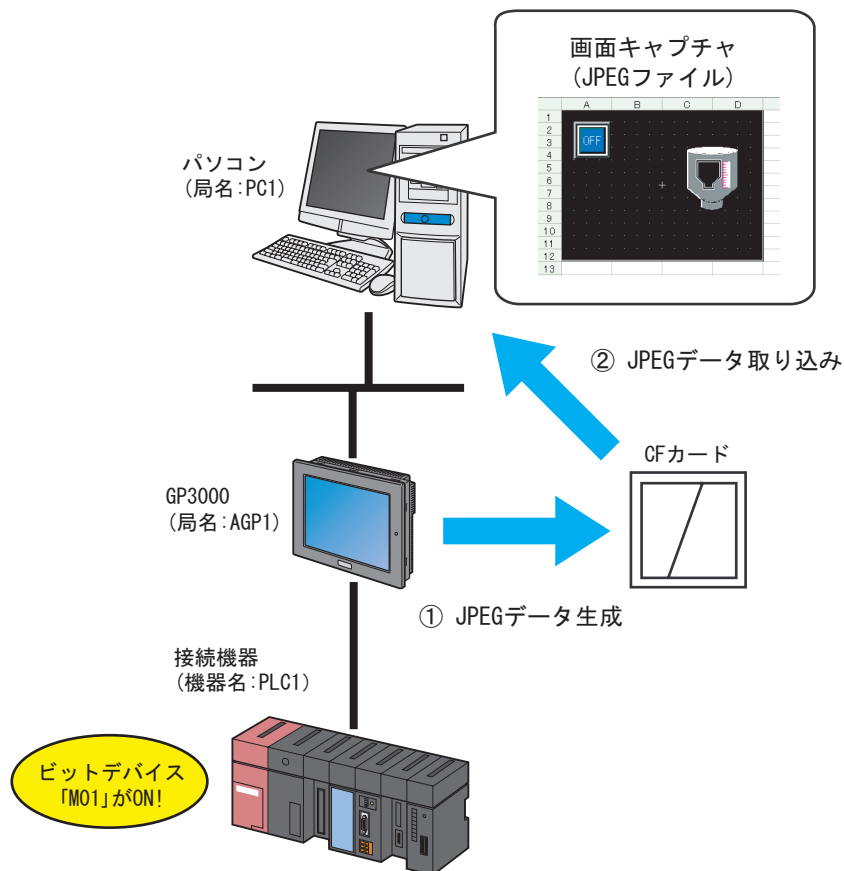 画面キャプチャ
(JPEGファイル)
A B C D
1
2
3
4
5
6
7
8
9
10
11
12
13
OFF
パソコン
(局名:PC1)
② JPEGデータ取り込み
CFカード
GP3000
(局名:AGP1)
① JPEGデータ生成
接続機器
(機器名:PLC1)
ビットデバイス
「M01」がON!